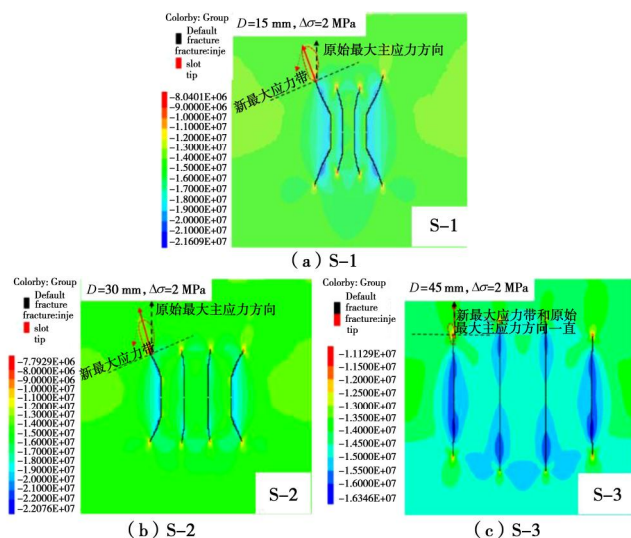 Colorby: Group
Default
fracture
fracture:inje
slot
tip
D=15 mm, Δσ=2 MPa
原始最大主应力方向
新最大应力带
-8.0401E+06
-9.0000E+06
-1.0000E+07
-1.1000E+07
-1.2000E+07
-1.3000E+07
-1.4000E+07
-1.5000E+07
-1.6000E+07
-1.7000E+07
-1.8000E+07
-1.9000E+07
-2.0000E+07
-2.1000E+07
-2.1609E+07
S-1
(a) S-1
Colorby: Group
Default
fracture
fracture:inje
slot
tip
D=30 mm, Δσ=2 MPa
原始最大主应力方向
新最大应力带
-7.7929E+06
-8.0000E+06
-9.0000E+06
-1.0000E+07
-1.1000E+07
-1.2000E+07
-1.3000E+07
-1.4000E+07
-1.5000E+07
-1.6000E+07
-1.7000E+07
-1.8000E+07
-1.9000E+07
-2.0000E+07
-2.1000E+07
-2.2000E+07
-2.2076E+07
S-2
(b) S-2
Colorby: Group
Default
fracture
fracture:inje
slot
tip
D=45 mm, Δσ=2 MPa
新最大应力带和原始
最大主应力方向一直
-1.1129E+07
-1.1500E+07
-1.2000E+07
-1.2500E+07
-1.3000E+07
-1.3500E+07
-1.4000E+07
-1.4500E+07
-1.5000E+07
-1.5500E+07
-1.6000E+07
-1.6346E+07
S-3
(c) S-3